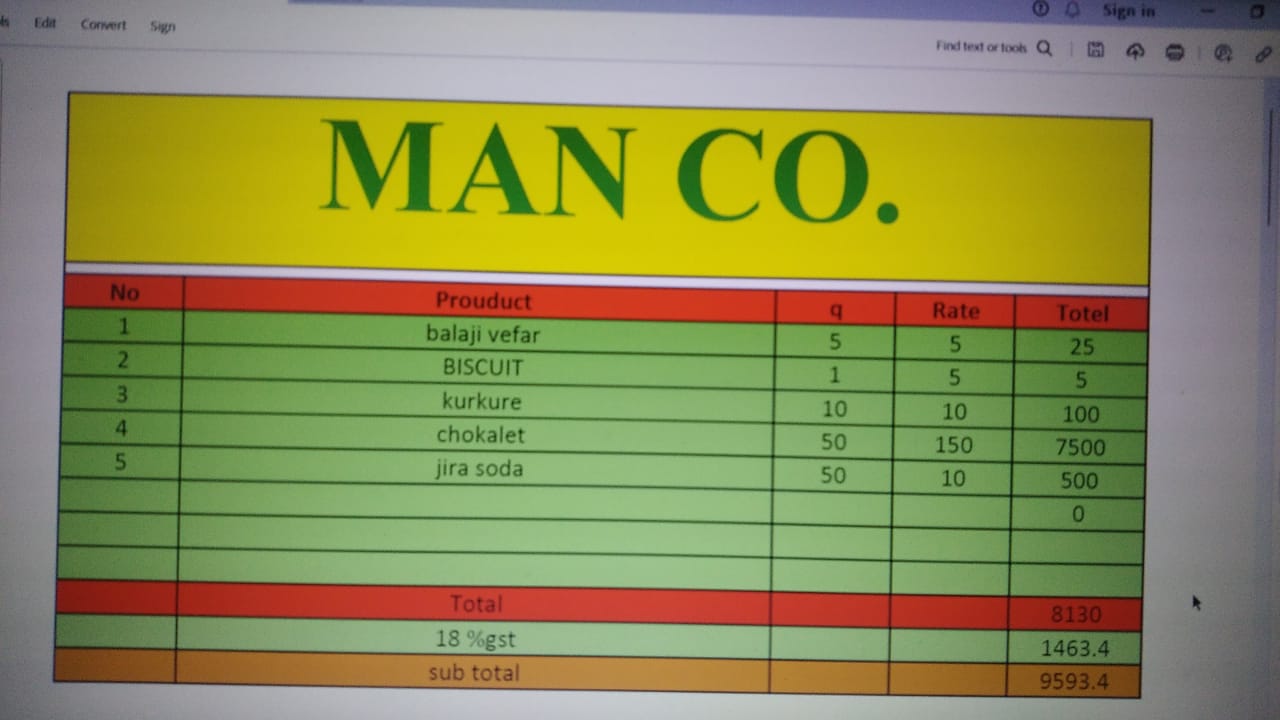 Edit Convert Sign
Sign in
Find text or tools
MAN CO.
No Prouduct q Rate Totel
1 balaji vefar 5 5 25
2 BISCUIT 1 5 5
3 kurkure 10 10 100
4 chokalet 50 150 7500
5 jira soda 50 10 500
0
Total 8130
18 %gst 1463.4
sub total 9593.4